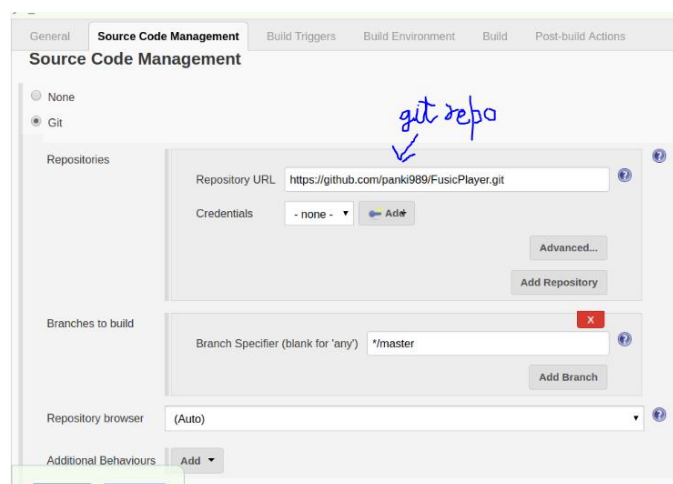 General Source Code Management Build Triggers Build Environment Build Post-build Actions
Source Code Management
None
Git
git repo
Repositories
Repository URL https://github.com/panki989/FusicPlayer.git
Credentials - none - Add
Advanced...
Add Repository
Branches to build
X
Branch Specifier (blank for 'any') */master
Add Branch
Repository browser (Auto)
Additional Behaviours Add